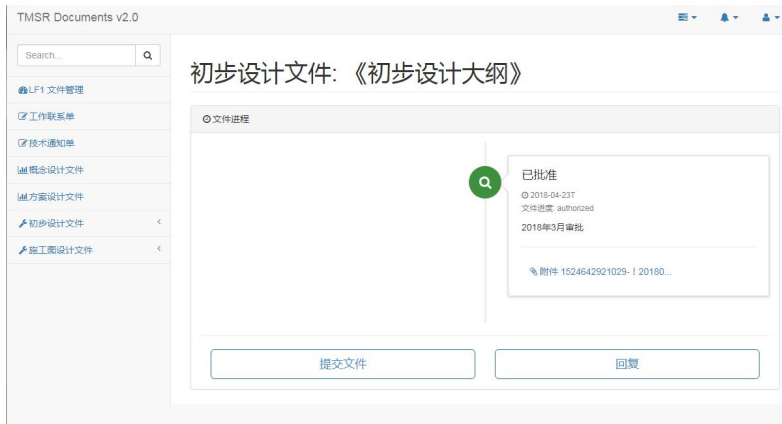 TMSR Documents v2.0
Search...
LF1 文件管理
工作联系单
技术通知单
概念设计文件
方案设计文件
初步设计文件
施工图设计文件
初步设计文件: 《初步设计大纲》
文件进程
已批准
2018-04-23T
文件进度: authorized
2018年3月审批
附件 1524642921029-！20180...
提交文件
回复